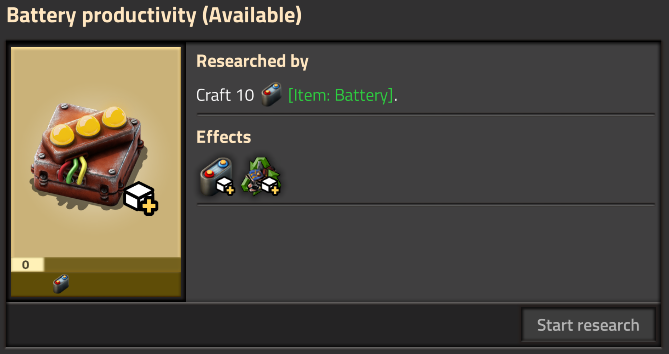 Battery productivity (Available)
Researched by
Craft 10 [Item: Battery].
Effects
0
Start research